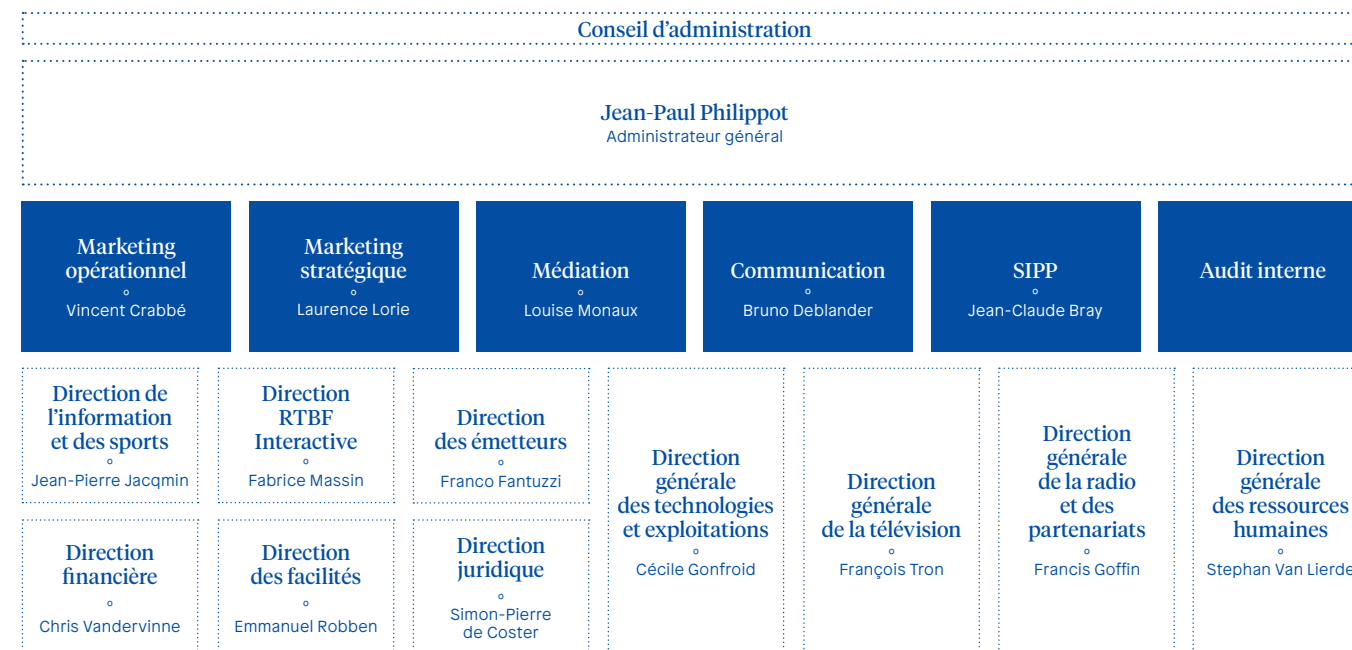 Conseil d'administration
Jean-Paul Philippot
Administrateur général
Marketing
opérationnel
Vincent Crabbé
Marketing
stratégique
Laurence Lorie
Médiation
Louise Monaux
Communication
Bruno Deblander
SIPP
Jean-Claude Bray
Audit interne
Direction de
l'information
et des sports
Jean-Pierre Jacqmin
Direction
RTBF
Interactive
Fabrice Massin
Direction
des émetteurs
Franco Fantuzzi
Direction
générale
des technologies
et exploitations
Cécile Gonfroid
Direction
générale
de la télévision
François Tron
Direction
générale
de la radio
et des
partenariats
Francis Goffin
Direction
générale
des ressources
humaines
Stephan Van Lierde
Direction
financière
Chris Vandervinne
Direction
des facilités
Emmanuel Robben
Direction
juridique
Simon-Pierre
de Coster